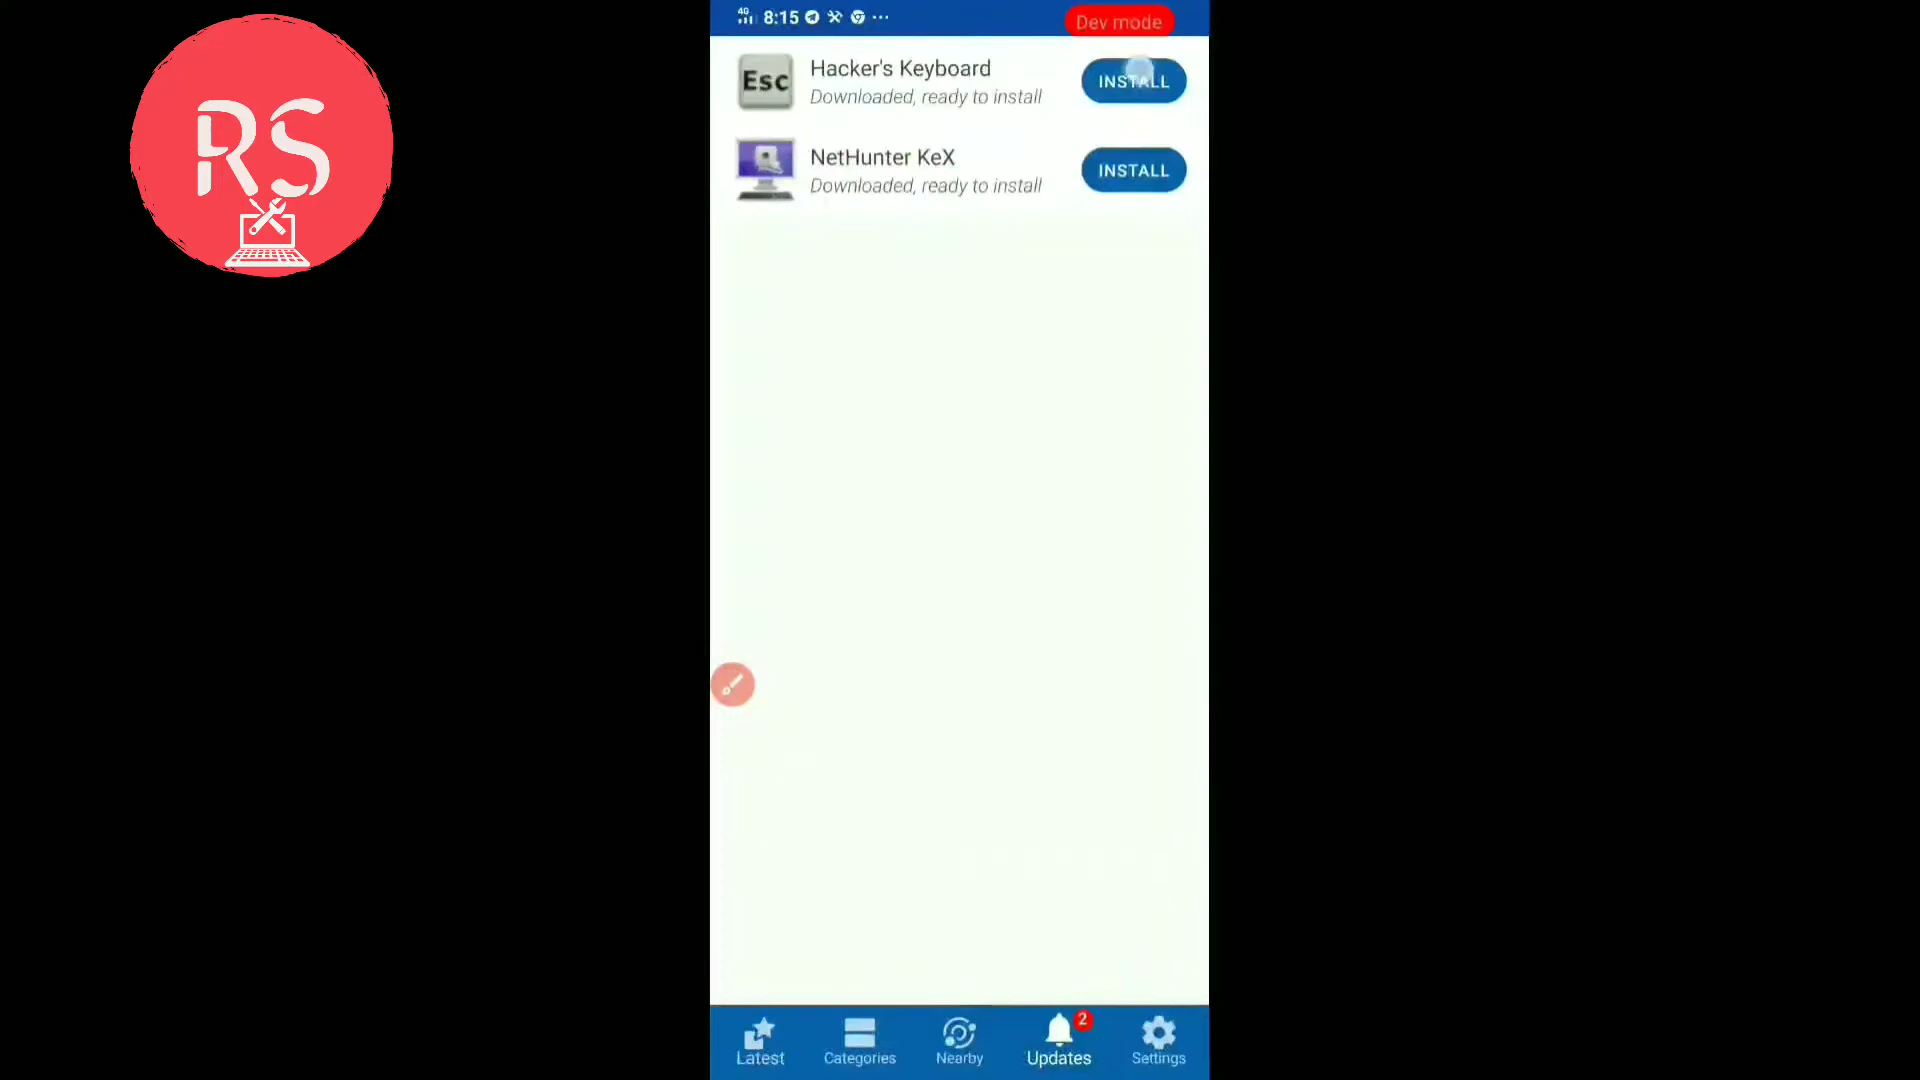 RS
4G 8:15
Dev mode
Esc
Hacker's Keyboard
Downloaded, ready to install
INSTALL
NetHunter KeX
Downloaded, ready to install
INSTALL
Latest
Categories
Nearby
2
Updates
Settings